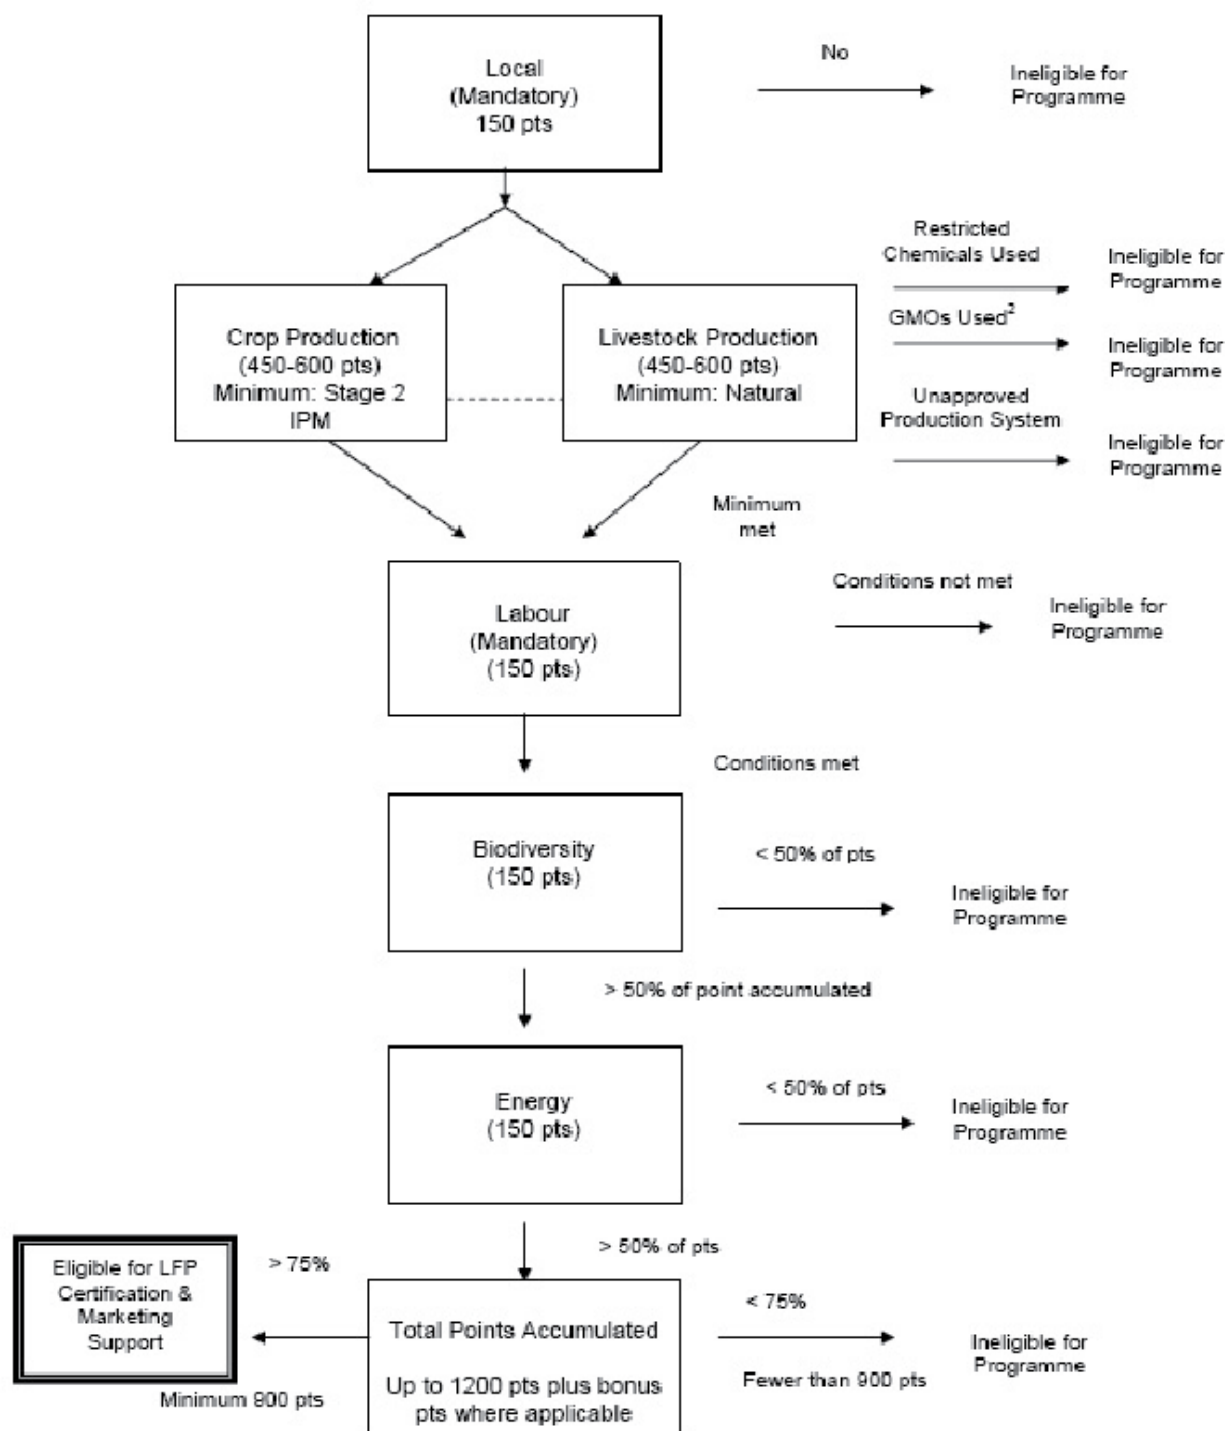 Local
(Mandatory)
150 pts
No
Ineligible for
Programme
Crop Production
(450-600 pts)
Minimum: Stage 2
IPM
Livestock Production
(450-600 pts)
Minimum: Natural
Restricted
Chemicals Used
Ineligible for
Programme
GMOs Used²
Ineligible for
Programme
Unapproved
Production System
Ineligible for
Programme
Minimum
met
Labour
(Mandatory)
(150 pts)
Conditions not met
Ineligible for
Programme
Conditions met
Biodiversity
(150 pts)
< 50% of pts
Ineligible for
Programme
> 50% of point accumulated
Energy
(150 pts)
< 50% of pts
Ineligible for
Programme
> 50% of pts
Eligible for LFP
Certification &
Marketing
Support
> 75%
Minimum 900 pts
Total Points Accumulated
Up to 1200 pts plus bonus
pts where applicable
< 75%
Fewer than 900 pts
Ineligible for
Programme